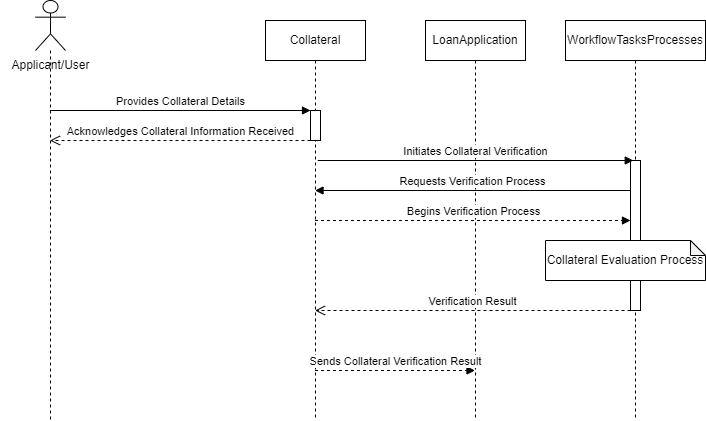 Collateral
LoanApplication
WorkflowTasksProcesses
Applicant/User
Provides Collateral Details
Acknowledges Collateral Information Received
Initiates Collateral Verification
Requests Verification Process
Begins Verification Process
Collateral Evaluation Process
Verification Result
Sends Collateral Verification Result